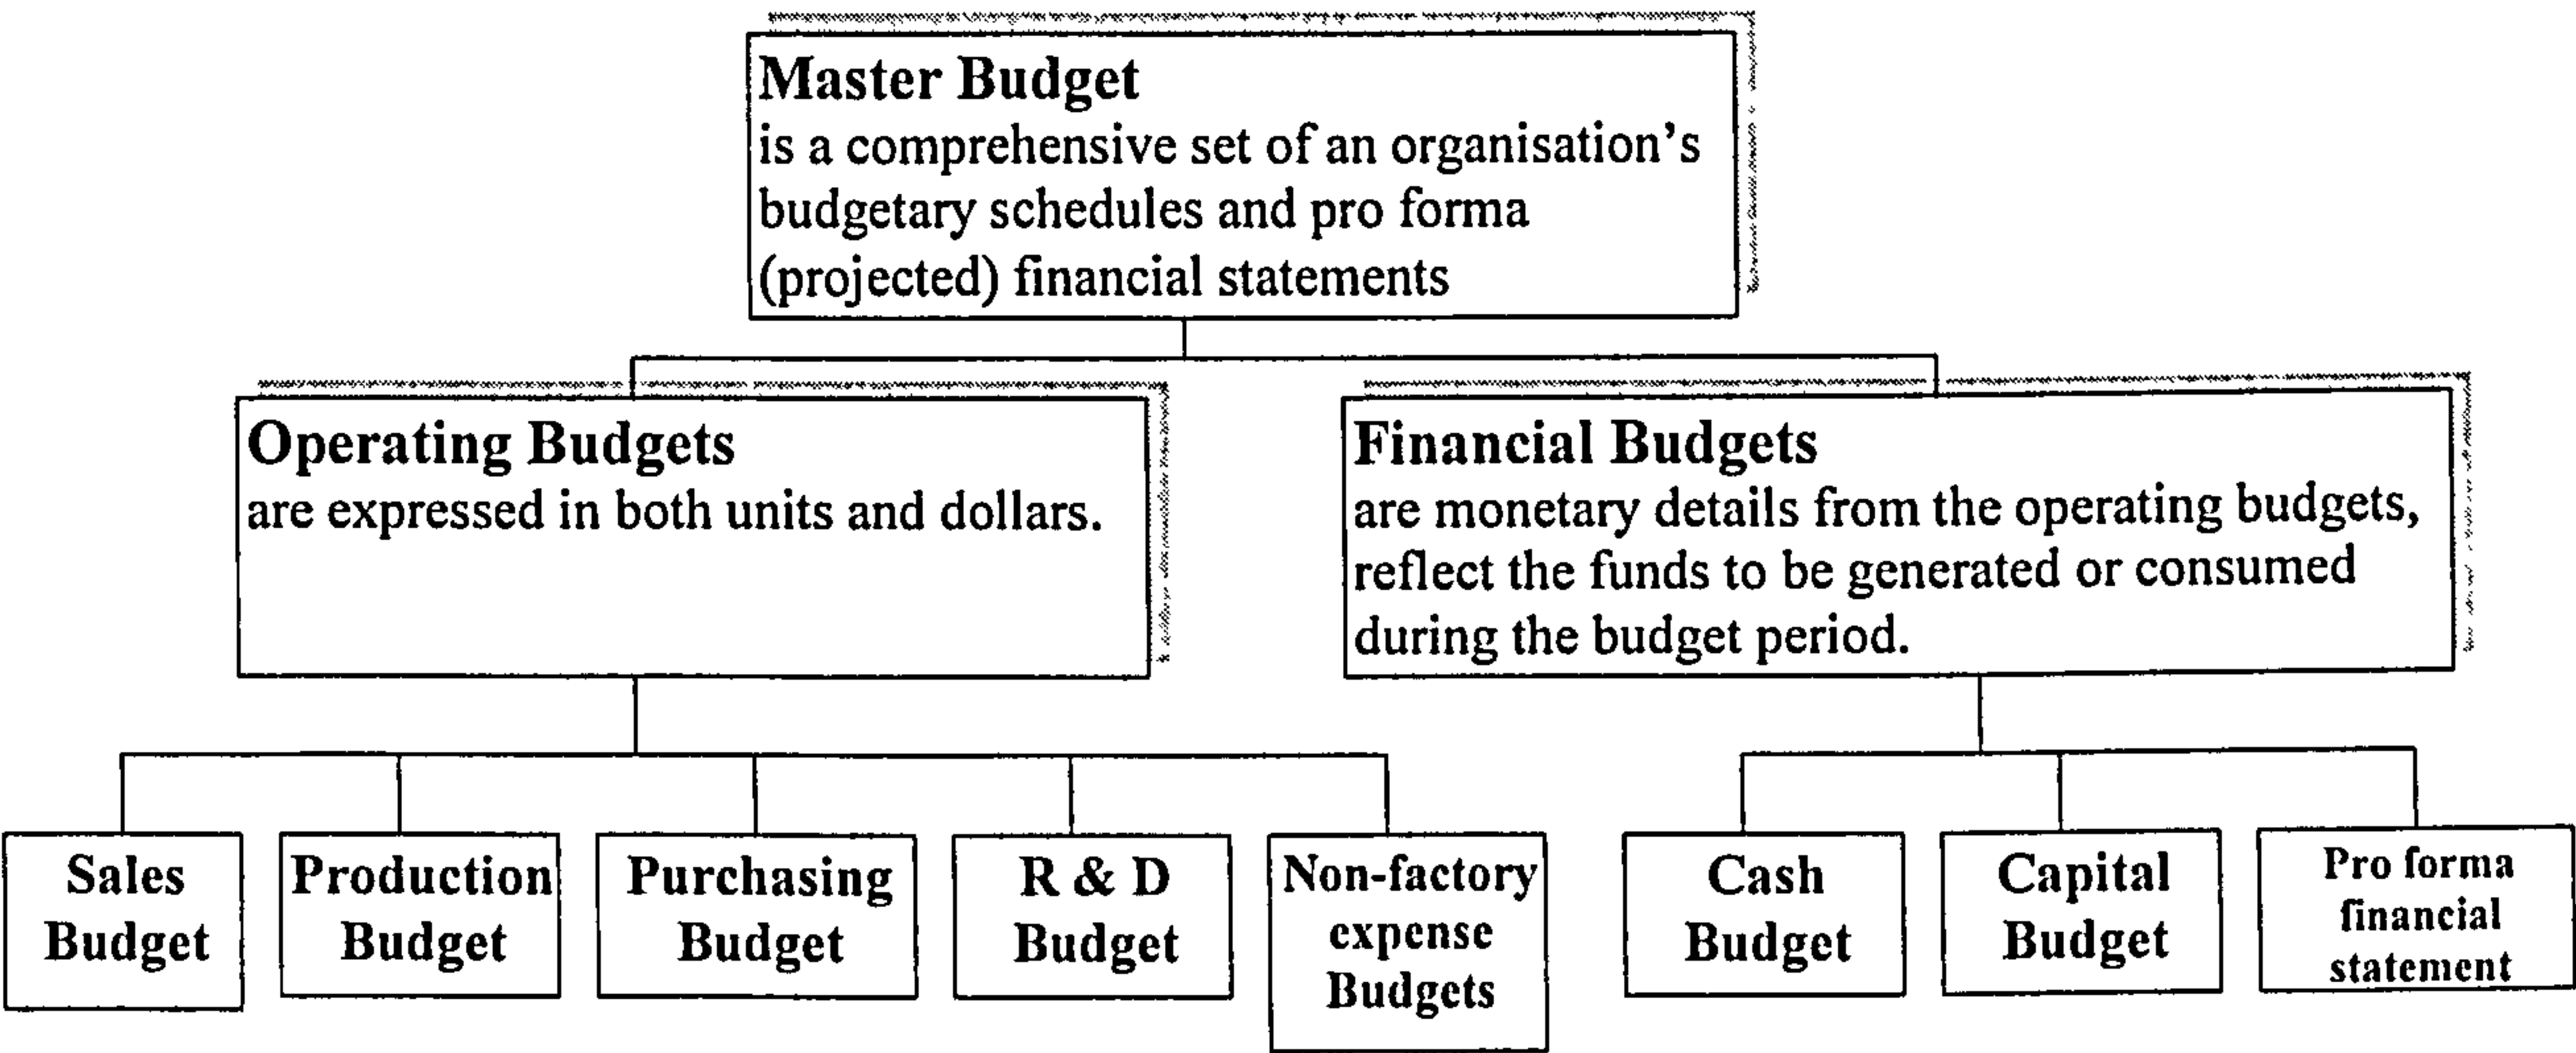 Master Budget
is a comprehensive set of an organisation's
budgetary schedules and pro forma
(projected) financial statements
Operating Budgets
are expressed in both units and dollars.
Financial Budgets
are monetary details from the operating budgets,
reflect the funds to be generated or consumed
during the budget period.
Sales
Budget
Production
Budget
Purchasing
Budget
R & D
Budget
Non-factory
expense
Budgets
Cash
Budget
Capital
Budget
Pro forma
financial
statement